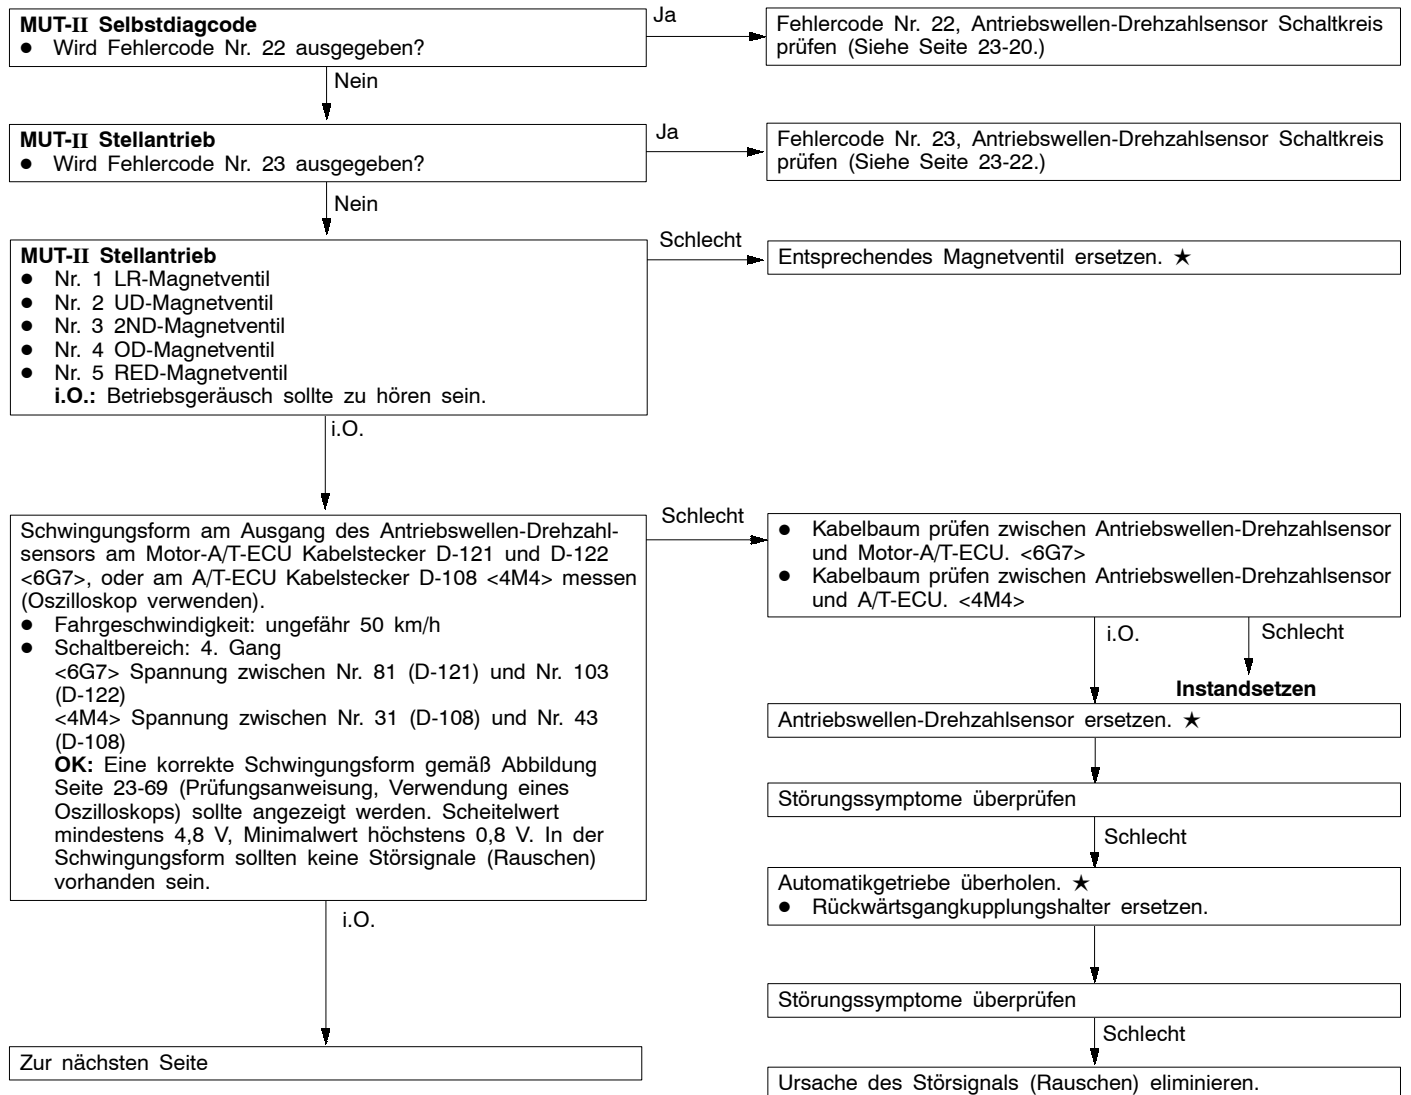 MUT-II Selbstdiagcode
● Wird Fehlercode Nr. 22 ausgegeben?
Ja
Fehlercode Nr. 22, Antriebswellen-Drehzahlsensor Schaltkreis
prüfen (Siehe Seite 23-20.)
Nein
MUT-II Stellantrieb
● Wird Fehlercode Nr. 23 ausgegeben?
Ja
Fehlercode Nr. 23, Antriebswellen-Drehzahlsensor Schaltkreis
prüfen (Siehe Seite 23-22.)
Nein
MUT-II Stellantrieb
● Nr. 1 LR-Magnetventil
● Nr. 2 UD-Magnetventil
● Nr. 3 2ND-Magnetventil
● Nr. 4 OD-Magnetventil
● Nr. 5 RED-Magnetventil
i.O.: Betriebsgeräusch sollte zu hören sein.
Schlecht
Entsprechendes Magnetventil ersetzen. ★
i.O.
Schwingungsform am Ausgang des Antriebswellen-Drehzahl-
sensors am Motor-A/T-ECU Kabelstecker D-121 und D-122
<6G7>, oder am A/T-ECU Kabelstecker D-108 <4M4> messen
(Oszilloskop verwenden).
● Fahrgeschwindigkeit: ungefähr 50 km/h
● Schaltbereich: 4. Gang
<6G7> Spannung zwischen Nr. 81 (D-121) und Nr. 103
(D-122)
<4M4> Spannung zwischen Nr. 31 (D-108) und Nr. 43
(D-108)
OK: Eine korrekte Schwingungsform gemäß Abbildung
Seite 23-69 (Prüfungsanweisung, Verwendung eines
Oszilloskops) sollte angezeigt werden. Scheitelwert
mindestens 4,8 V, Minimalwert höchstens 0,8 V. In der
Schwingungsform sollten keine Störsignale (Rauschen)
vorhanden sein.
Schlecht
● Kabelbaum prüfen zwischen Antriebswellen-Drehzahlsensor
und Motor-A/T-ECU. <6G7>
● Kabelbaum prüfen zwischen Antriebswellen-Drehzahlsensor
und A/T-ECU. <4M4>
i.O.
Schlecht
Instandsetzen
Antriebswellen-Drehzahlsensor ersetzen. ★
Störungssymptome überprüfen
Schlecht
Automatikgetriebe überholen. ★
● Rückwärtsgangkupplungshalter ersetzen.
Störungssymptome überprüfen
Schlecht
Ursache des Störsignals (Rauschen) eliminieren.
i.O.
Zur nächsten Seite